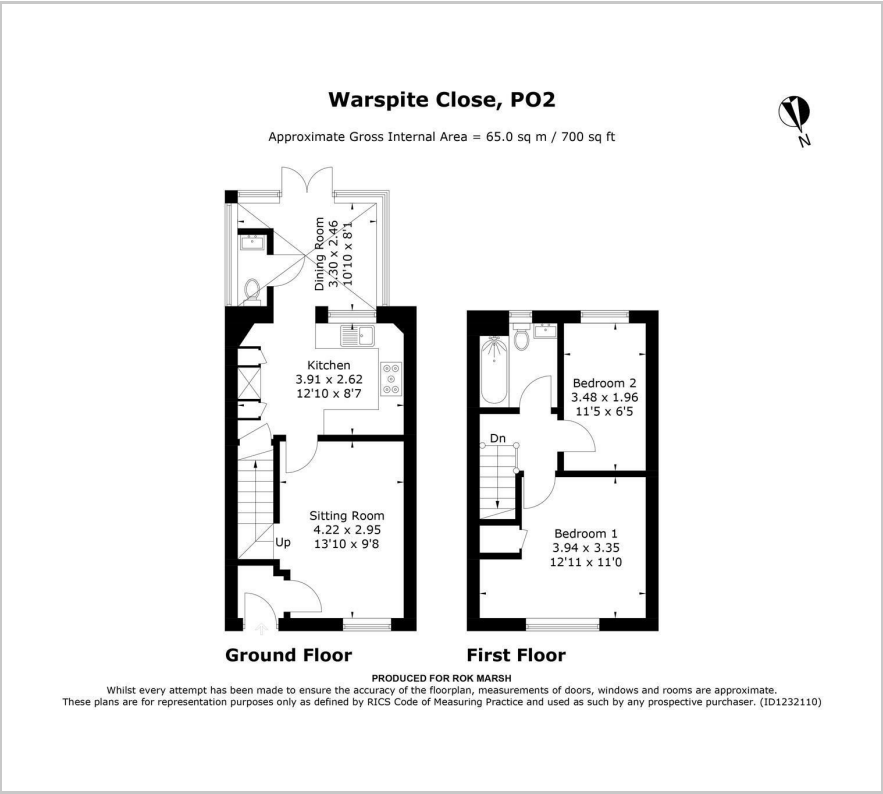 Warspite Close, PO2
Approximate Gross Internal Area = 65.0 sq m / 700 sq ft
N
Dining Room
3.30 x 2.46
10'10 x 8'1
Kitchen
3.91 x 2.62
12'10 x 8'7
Sitting Room
4.22 x 2.95
13'10 x 9'8
Up
Ground Floor
Bedroom 2
3.48 x 1.96
11'5 x 6'5
Dn
Bedroom 1
3.94 x 3.35
12'11 x 11'0
First Floor
PRODUCED FOR ROK MARSH
Whilst every attempt has been made to ensure the accuracy of the floorplan, measurements of doors, windows and rooms are approximate.
These plans are for representation purposes only as defined by RICS Code of Measuring Practice and used as such by any prospective purchaser. (ID1232110)